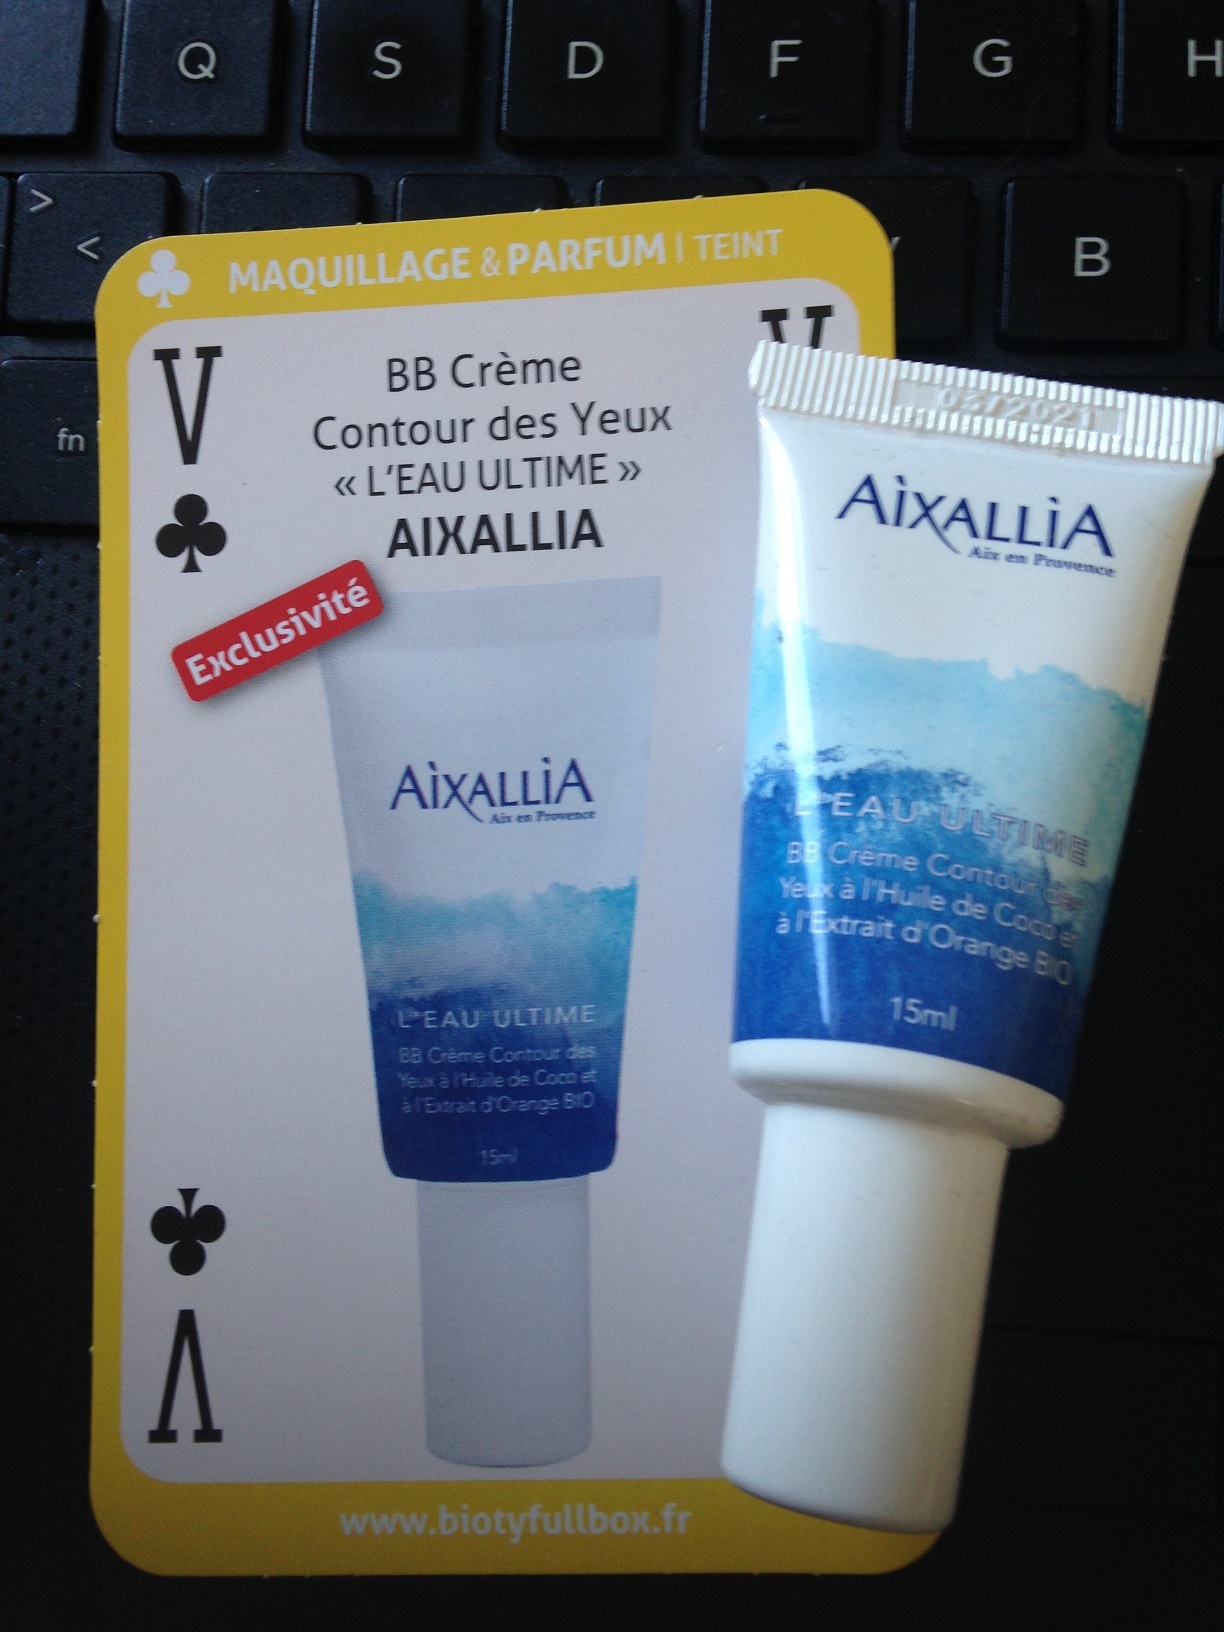 Q S D F G H
>
<
B
fn
MAQUILLAGE & PARFUM | TEINT
V
V
BB Crème
Contour des Yeux
« L'EAU ULTIME »
AIXALLIA
Exclusivité
AixALLiA
Aix en Provence
L'EAU ULTIME
BB Crème Contour des
Yeux à l'Huile de Coco et
à l'Extrait d'Orange BIO
15ml
V
www.biotyfullbox.fr
03/2021
AixALLiA
Aix en Provence
L'EAU ULTIME
BB Crème Contour des
Yeux à l'Huile de Coco et
à l'Extrait d'Orange BIO
15ml